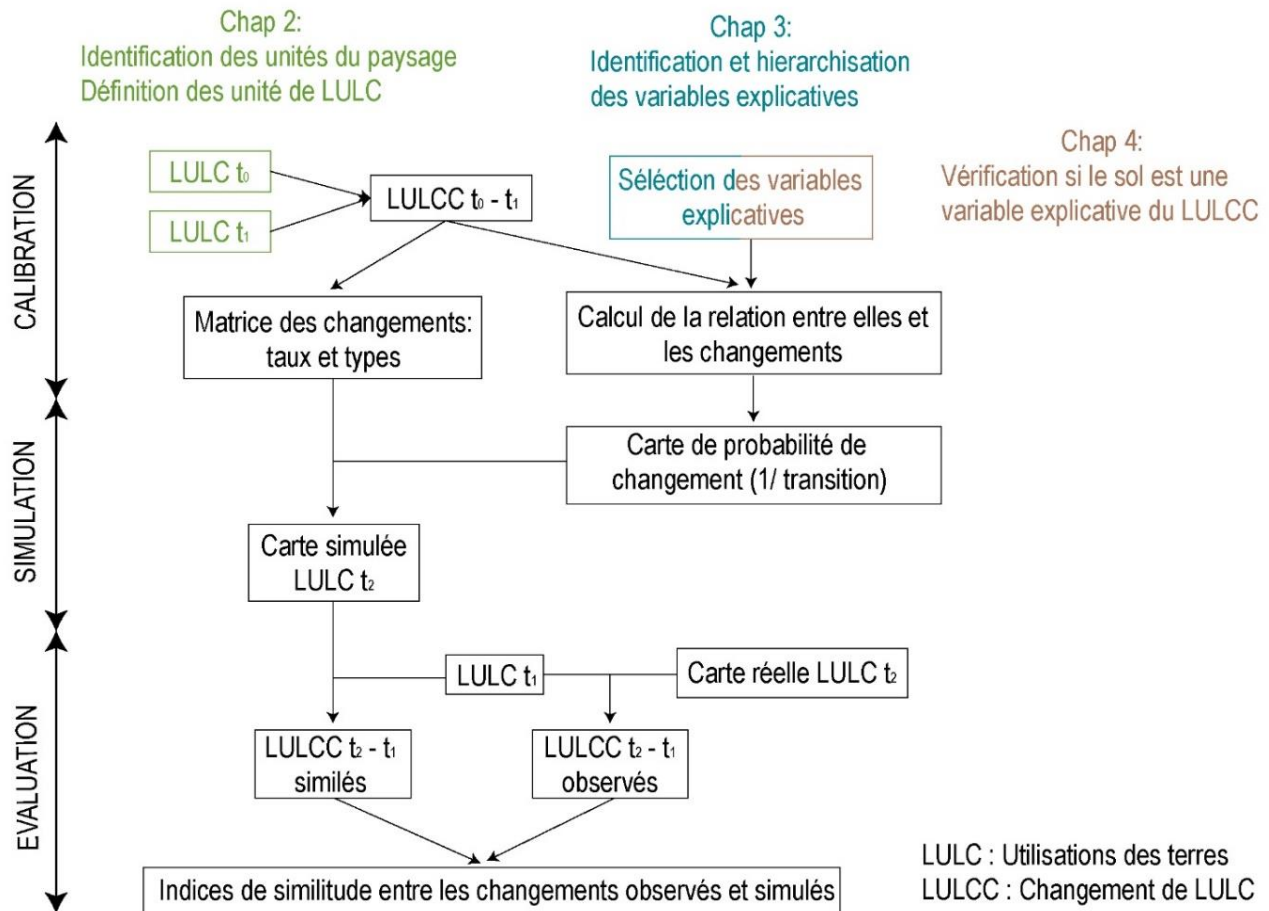 Chap 2:
Identification des unités du paysage
Définition des unité de LULC
Chap 3:
Identification et hierarchisation
des variables explicatives
Chap 4:
Vérification si le sol est une
variable explicative du LULCC
CALIBRATION
LULC t₀
LULC t₁
LULCC t₀ - t₁
Séléction des variables
explicatives
Matrice des changements:
taux et types
Calcul de la relation entre elles et
les changements
SIMULATION
Carte de probabilité de
changement (1/ transition)
Carte simulée
LULC t₂
EVALUATION
LULC t₁
Carte réelle LULC t₂
LULCC t₂ - t₁
similés
LULCC t₂ - t₁
observés
Indices de similitude entre les changements observés et simulés
LULC : Utilisations des terres
LULCC : Changement de LULC